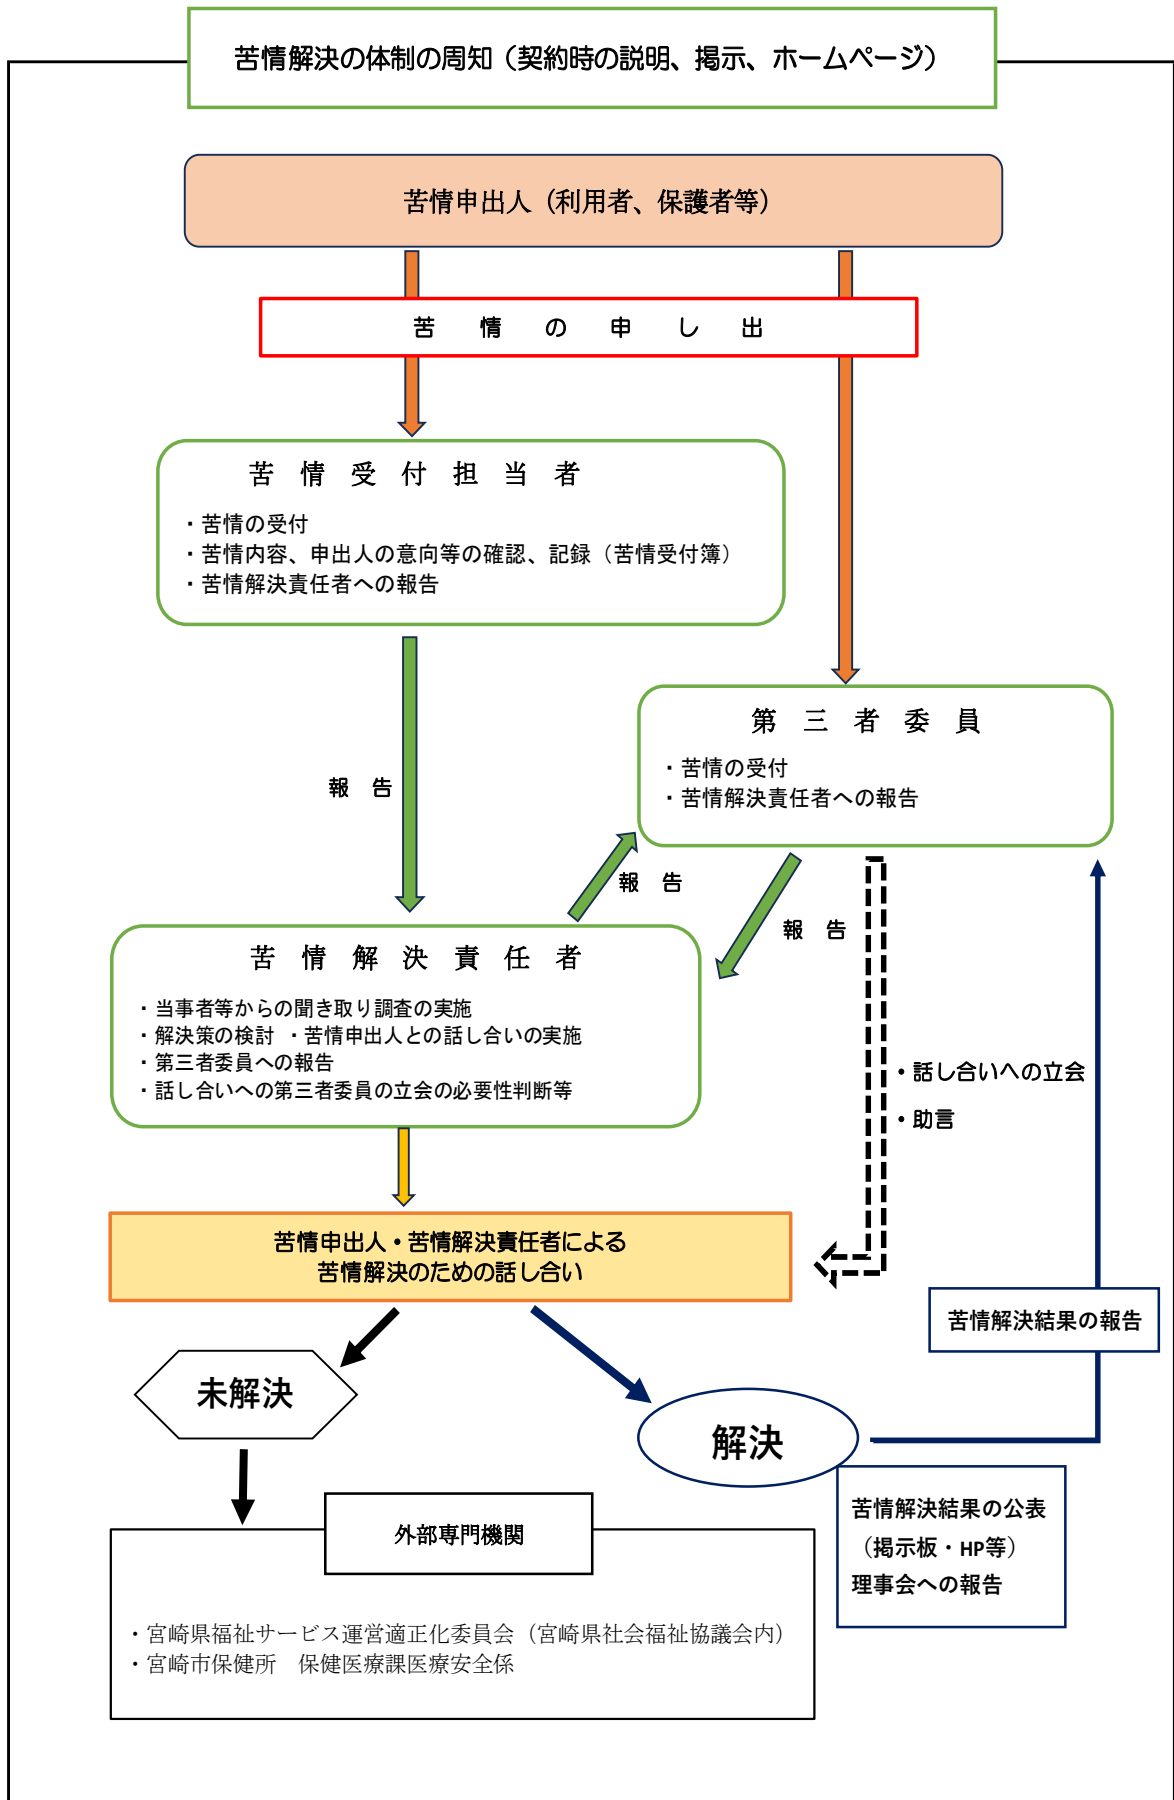 苦情解決の体制の周知（契約時の説明、掲示、ホームページ）
苦情申出人（利用者、保護者等）
苦　情　の　申　し　出
苦　情　受　付　担　当　者
・苦情の受付
・苦情内容、申出人の意向等の確認、記録（苦情受付簿）
・苦情解決責任者への報告
第　三　者　委　員
・苦情の受付
・苦情解決責任者への報告
報　告
報　告
報　告
苦　情　解　決　責　任　者
・当事者等からの聞き取り調査の実施
・解決策の検討 ・苦情申出人との話し合いの実施
・第三者委員への報告
・話し合いへの第三者委員の立会の必要性判断等
・話し合いへの立会
・助言
苦情申出人・苦情解決責任者による
苦情解決のための話し合い
苦情解決結果の報告
未解決
解決
苦情解決結果の公表
（掲示板・HP等）
理事会への報告
外部専門機関
・宮崎県福祉サービス運営適正化委員会（宮崎県社会福祉協議会内）
・宮崎市保健所　保健医療課医療安全係